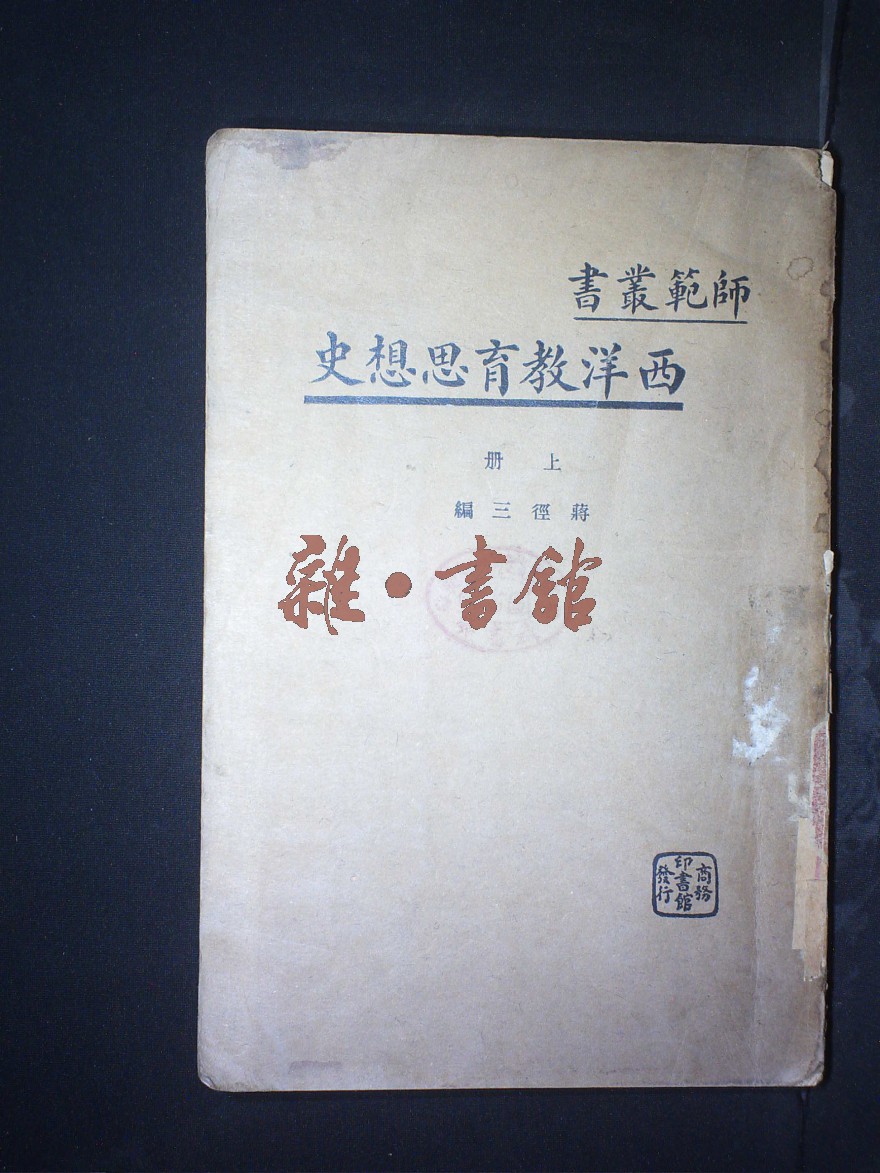 師範叢書
西洋教育思想史
上册
蔣徑三編
雜·書館
商務
印書館
發行